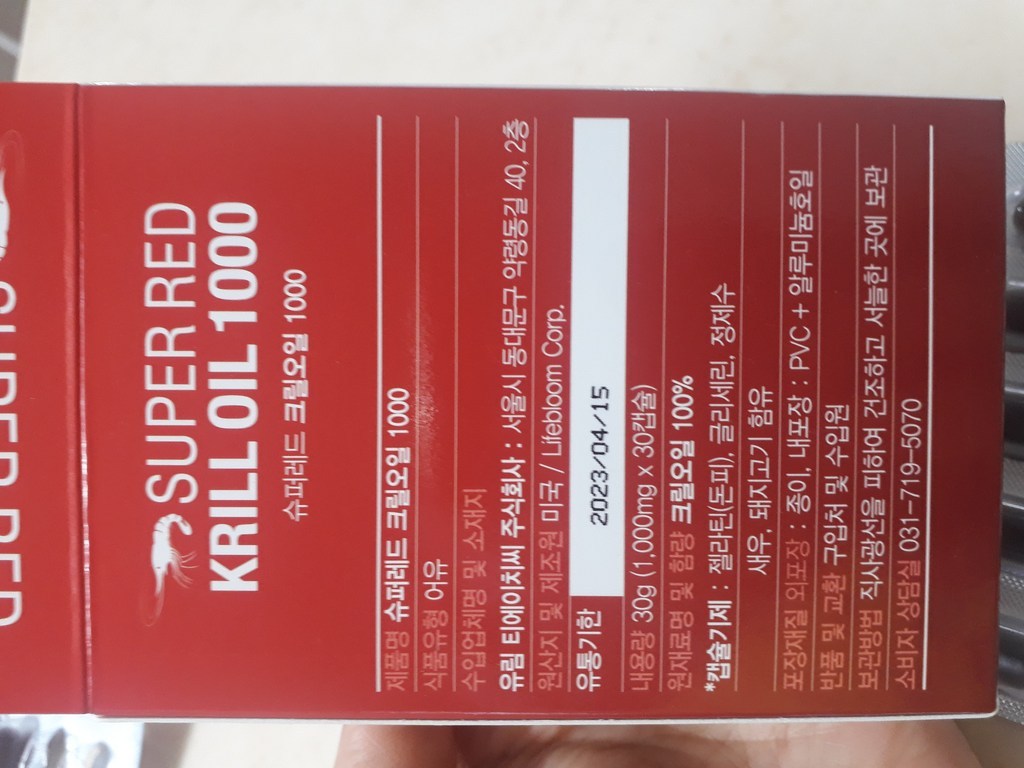 SUPER RED
KRILL OIL 1000
슈퍼레드 크릴오일 1000
제품명 슈퍼레드 크릴오일 1000
식품유형 어유
수입업체명 및 소재지
유림 티에이치씨 주식회사 : 서울시 동대문구 약령동길 40, 2층
원산지 및 제조원 미국 / Lifebloom Corp.
유통기한 2023/04/15
내용량 30g (1,000mg x 30캡슐)
원재료명 및 함량 크릴오일 100%
*캡슐기제 : 젤라틴(돈피), 글리세린, 정제수
새우, 돼지고기 함유
포장재질 외포장 : 종이, 내포장 : PVC + 알루미늄호일
반품 및 교환 구입처 및 수입원
보관방법 직사광선을 피하여 건조하고 서늘한 곳에 보관
소비자 상담실 031-719-5070